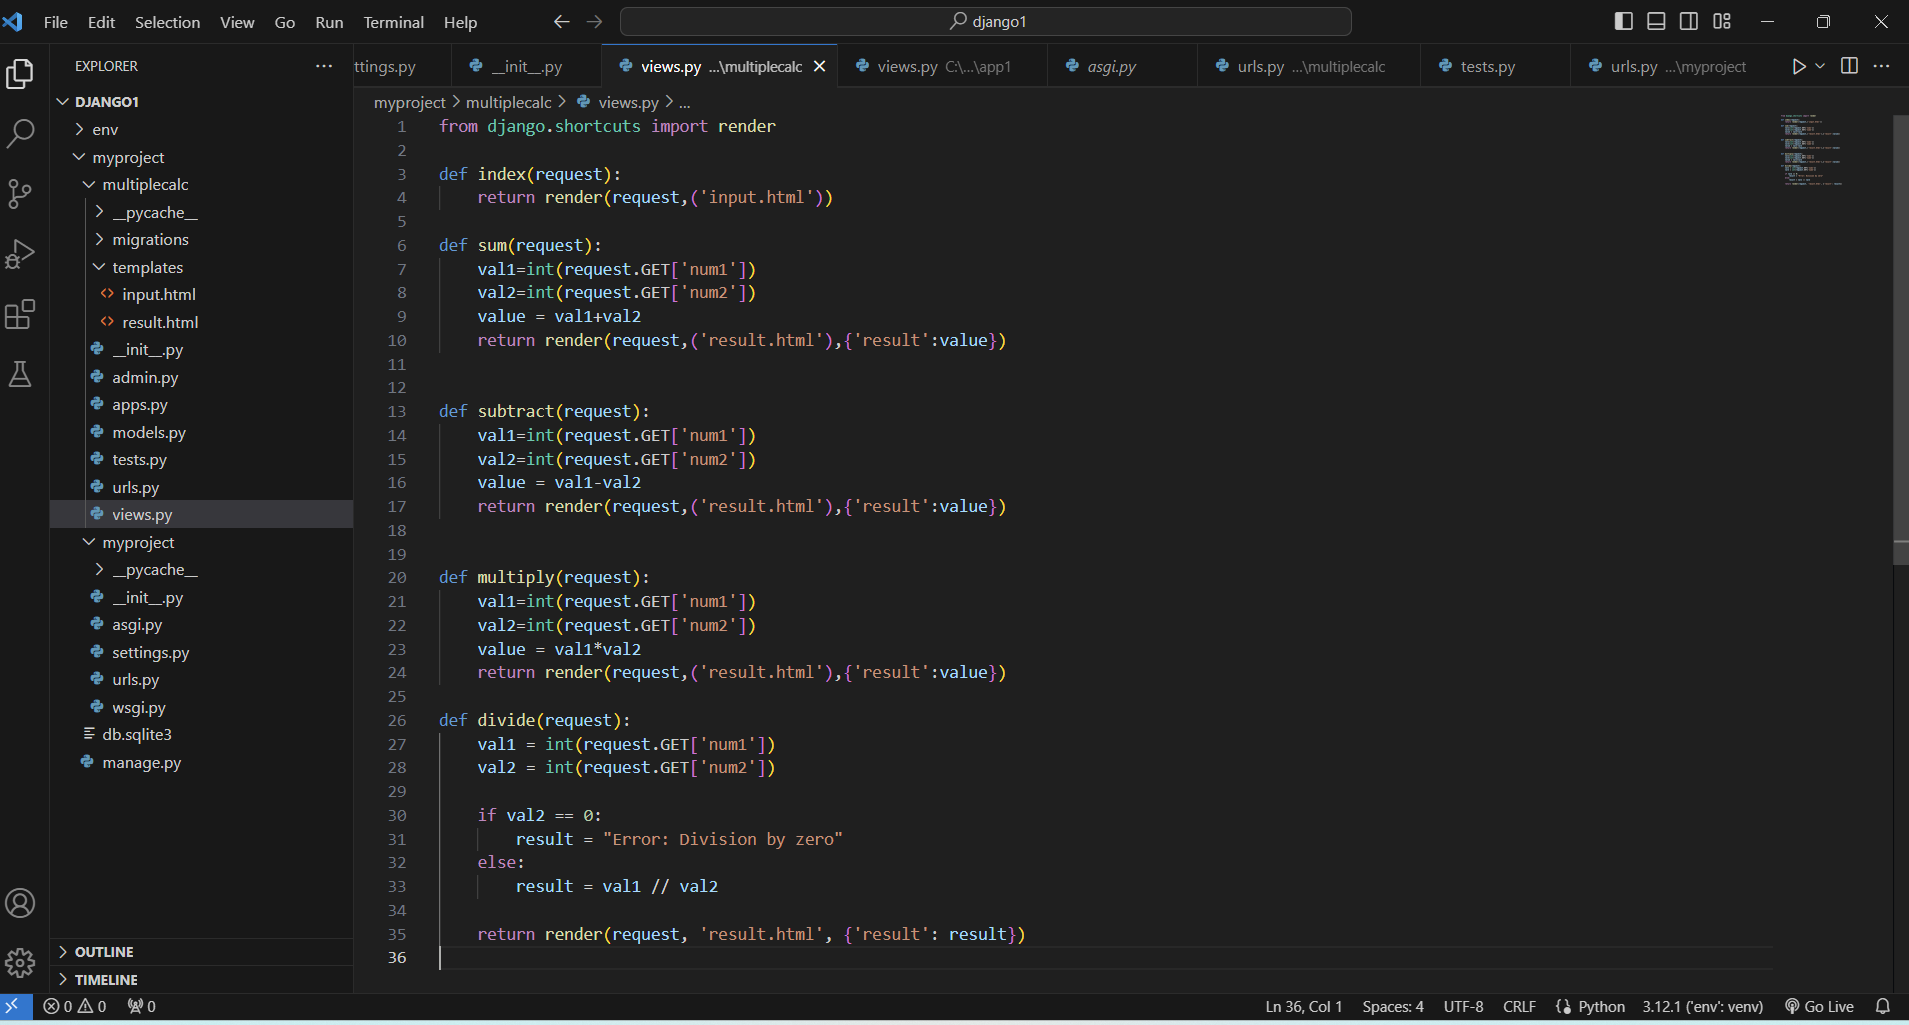 File Edit Selection View Go Run Terminal Help
django1
EXPLORER
DJANGO1
env
myproject
multiplecalc
__pycache__
migrations
templates
input.html
result.html
__init__.py
admin.py
apps.py
models.py
tests.py
urls.py
views.py
myproject
__pycache__
__init__.py
asgi.py
settings.py
urls.py
wsgi.py
db.sqlite3
manage.py
OUTLINE
TIMELINE
ttings.py __init__.py views.py ...\multiplecalc views.py C:\...\app1 asgi.py urls.py ...\multiplecalc tests.py urls.py ...\myproject
myproject > multiplecalc > views.py > ...
1 from django.shortcuts import render
2
3 def index(request):
4     return render(request,('input.html'))
5
6 def sum(request):
7     val1=int(request.GET['num1'])
8     val2=int(request.GET['num2'])
9     value = val1+val2
10     return render(request,('result.html'),{'result':value})
11
12
13 def subtract(request):
14     val1=int(request.GET['num1'])
15     val2=int(request.GET['num2'])
16     value = val1-val2
17     return render(request,('result.html'),{'result':value})
18
19
20 def multiply(request):
21     val1=int(request.GET['num1'])
22     val2=int(request.GET['num2'])
23     value = val1*val2
24     return render(request,('result.html'),{'result':value})
25
26 def divide(request):
27     val1 = int(request.GET['num1'])
28     val2 = int(request.GET['num2'])
29
30     if val2 == 0:
31         result = "Error: Division by zero"
32     else:
33         result = val1 // val2
34
35     return render(request, 'result.html', {'result': result})
36
0 0 0 Ln 36, Col 1 Spaces: 4 UTF-8 CRLF Python 3.12.1 ('env': venv) Go Live